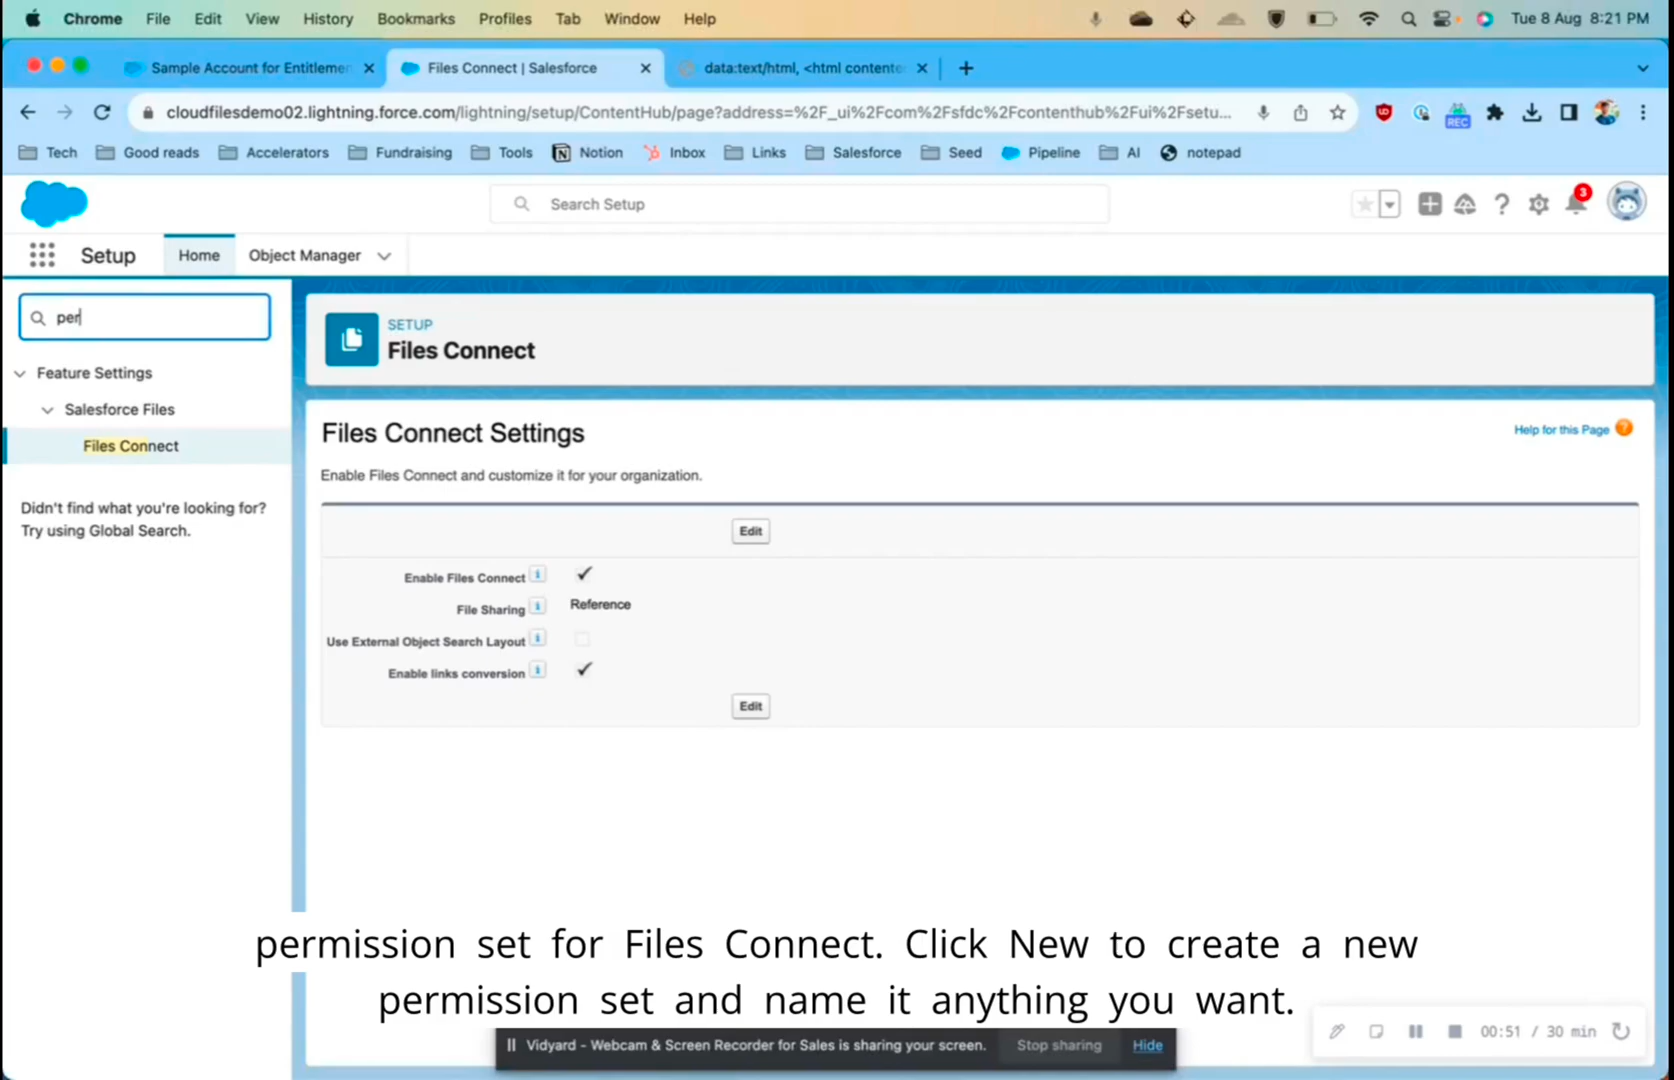 Chrome File Edit View History Bookmarks Profiles Tab Window Help Tue 8 Aug 8:21 PM
Sample Account for Entitlemen Files Connect | Salesforce data:text/html, <html contente
cloudfilesdemo02.lightning.force.com/lightning/setup/ContentHub/page?address=%2F_ui%2Fcom%2Fsfdc%2Fcontenthub%2Fui%2Fsetu... REC
Tech Good reads Accelerators Fundraising Tools Notion Inbox Links Salesforce Seed Pipeline AI notepad
Search Setup 3
Setup Home Object Manager
per
Feature Settings
Salesforce Files
Files Connect
Didn't find what you're looking for?
Try using Global Search.
SETUP
Files Connect
Files Connect Settings
Help for this Page
Enable Files Connect and customize it for your organization.
Edit
Enable Files Connect
File Sharing Reference
Use External Object Search Layout
Enable links conversion
Edit
permission set for Files Connect. Click New to create a new
permission set and name it anything you want.
Vidyard - Webcam & Screen Recorder for Sales is sharing your screen. Stop sharing Hide
00:51 / 30 min